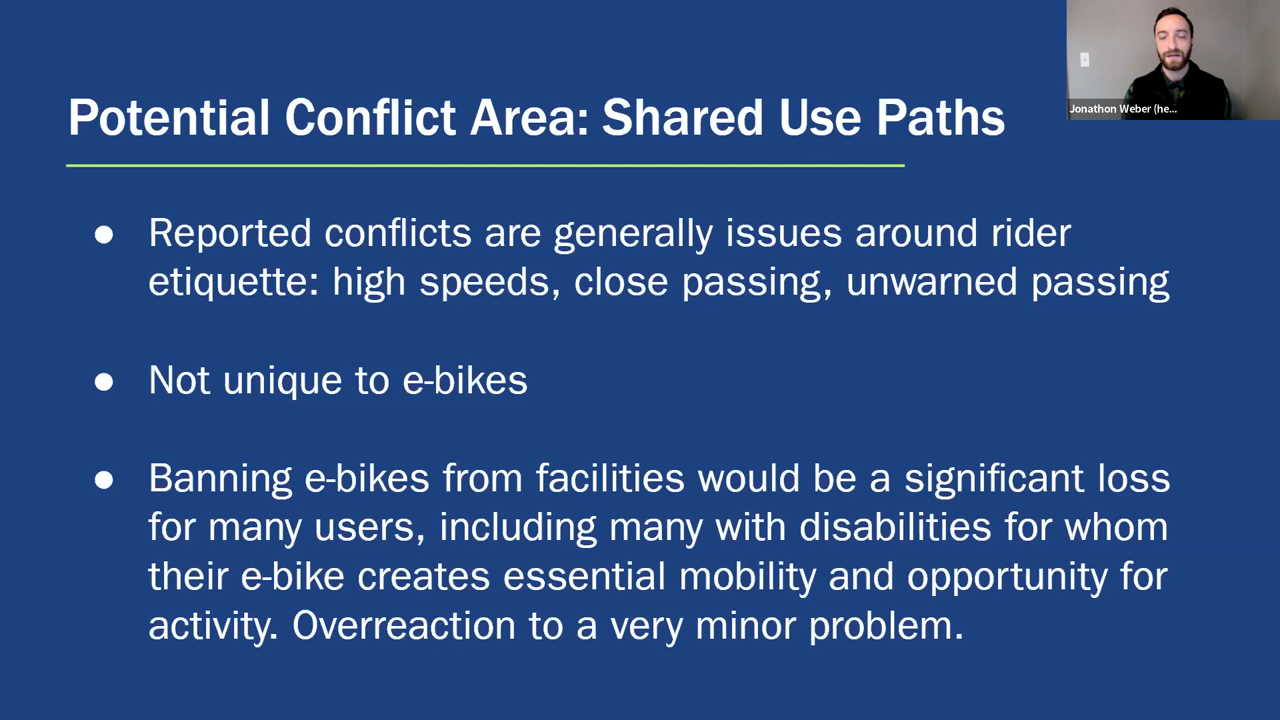 Potential Conflict Area: Shared Use Paths
Jonathon Weber (he...
● Reported conflicts are generally issues around rider
etiquette: high speeds, close passing, unwarned passing
● Not unique to e-bikes
● Banning e-bikes from facilities would be a significant loss
for many users, including many with disabilities for whom
their e-bike creates essential mobility and opportunity for
activity. Overreaction to a very minor problem.